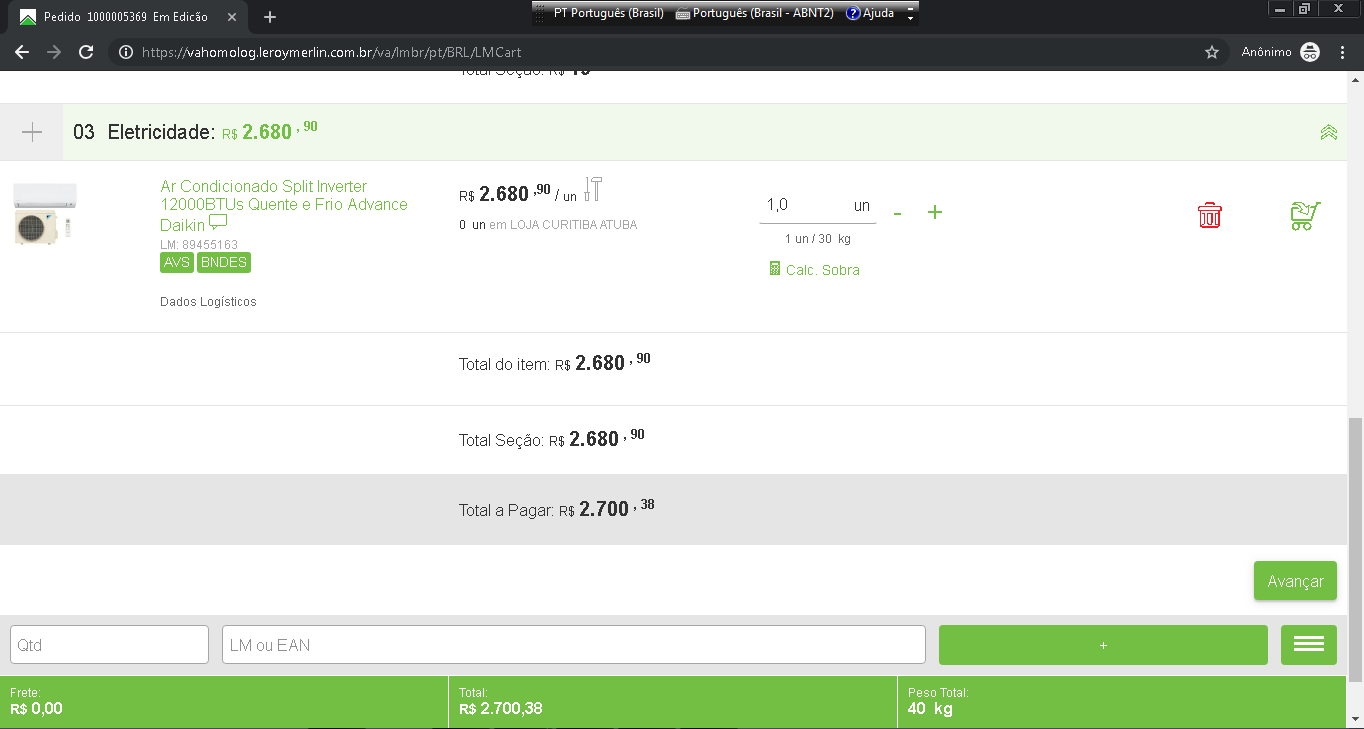 Pedido 1000005369 Em Edição
PT Português (Brasil) Português (Brasil - ABNT2) Ajuda
https://vahomolog.leroymerlin.com.br/va/lmbr/pt/BRL/LMCart
Anônimo
Total Seção: R$
03 Eletricidade: R$ 2.680 , 90
Ar Condicionado Split Inverter
12000BTUs Quente e Frio Advance
Daikin
LM: 89455163
AVS BNDES
Dados Logísticos
R$ 2.680 ,90 / un
0 un em LOJA CURITIBA ATUBA
1,0 un
- +
1 un / 30 kg
Calc. Sobra
Total do item: R$ 2.680 , 90
Total Seção: R$ 2.680 , 90
Total a Pagar: R$ 2.700 , 38
Avançar
Qtd
LM ou EAN
+
Frete:
R$ 0,00
Total:
R$ 2.700,38
Peso Total:
40 kg